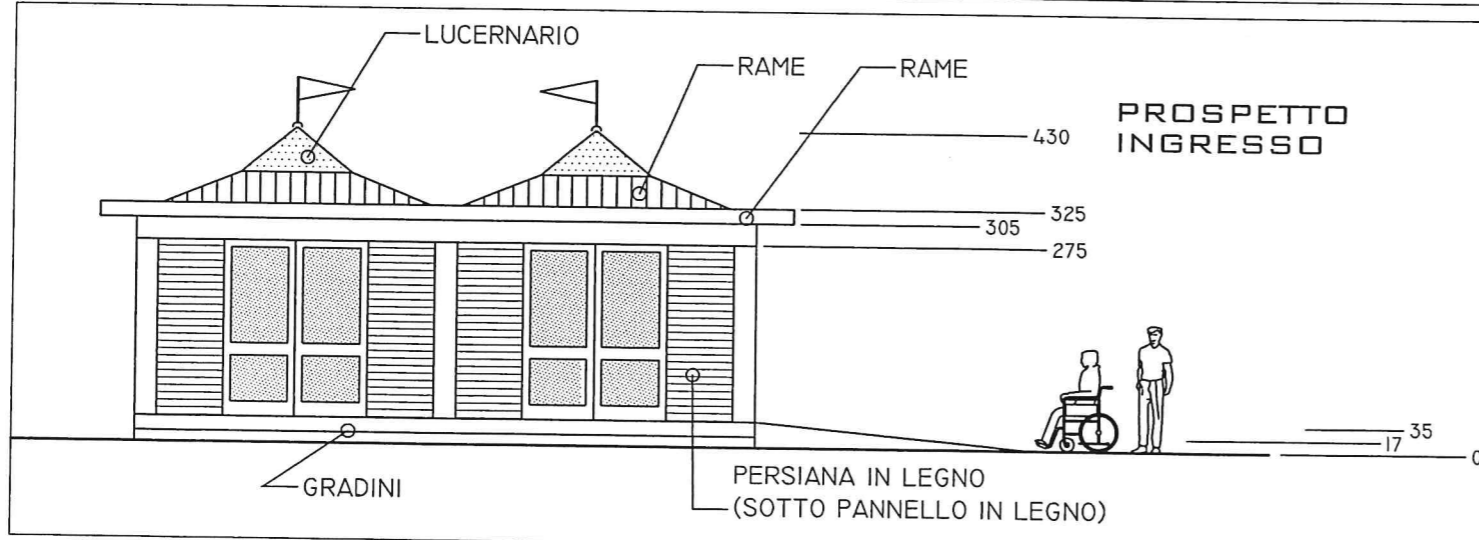 LUCERNARIO
RAME
RAME
PROSPETTO
INGRESSO
430
325
305
275
35
17
0
GRADINI
PERSIANA IN LEGNO
(SOTTO PANNELLO IN LEGNO)